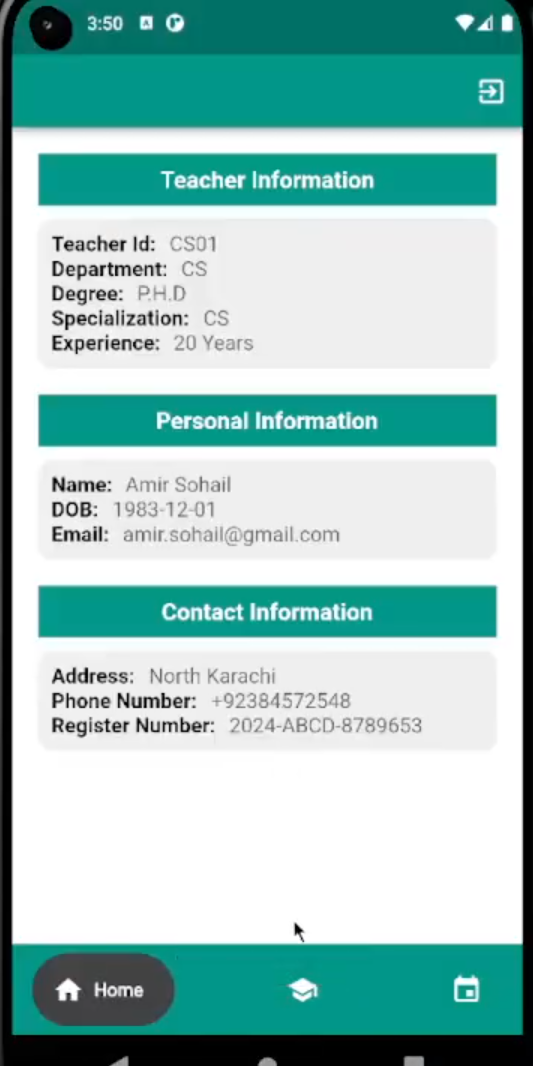 3:50
Teacher Information
Teacher Id: CS01
Department: CS
Degree: P.H.D
Specialization: CS
Experience: 20 Years
Personal Information
Name: Amir Sohail
DOB: 1983-12-01
Email: amir.sohail@gmail.com
Contact Information
Address: North Karachi
Phone Number: +92384572548
Register Number: 2024-ABCD-8789653
Home